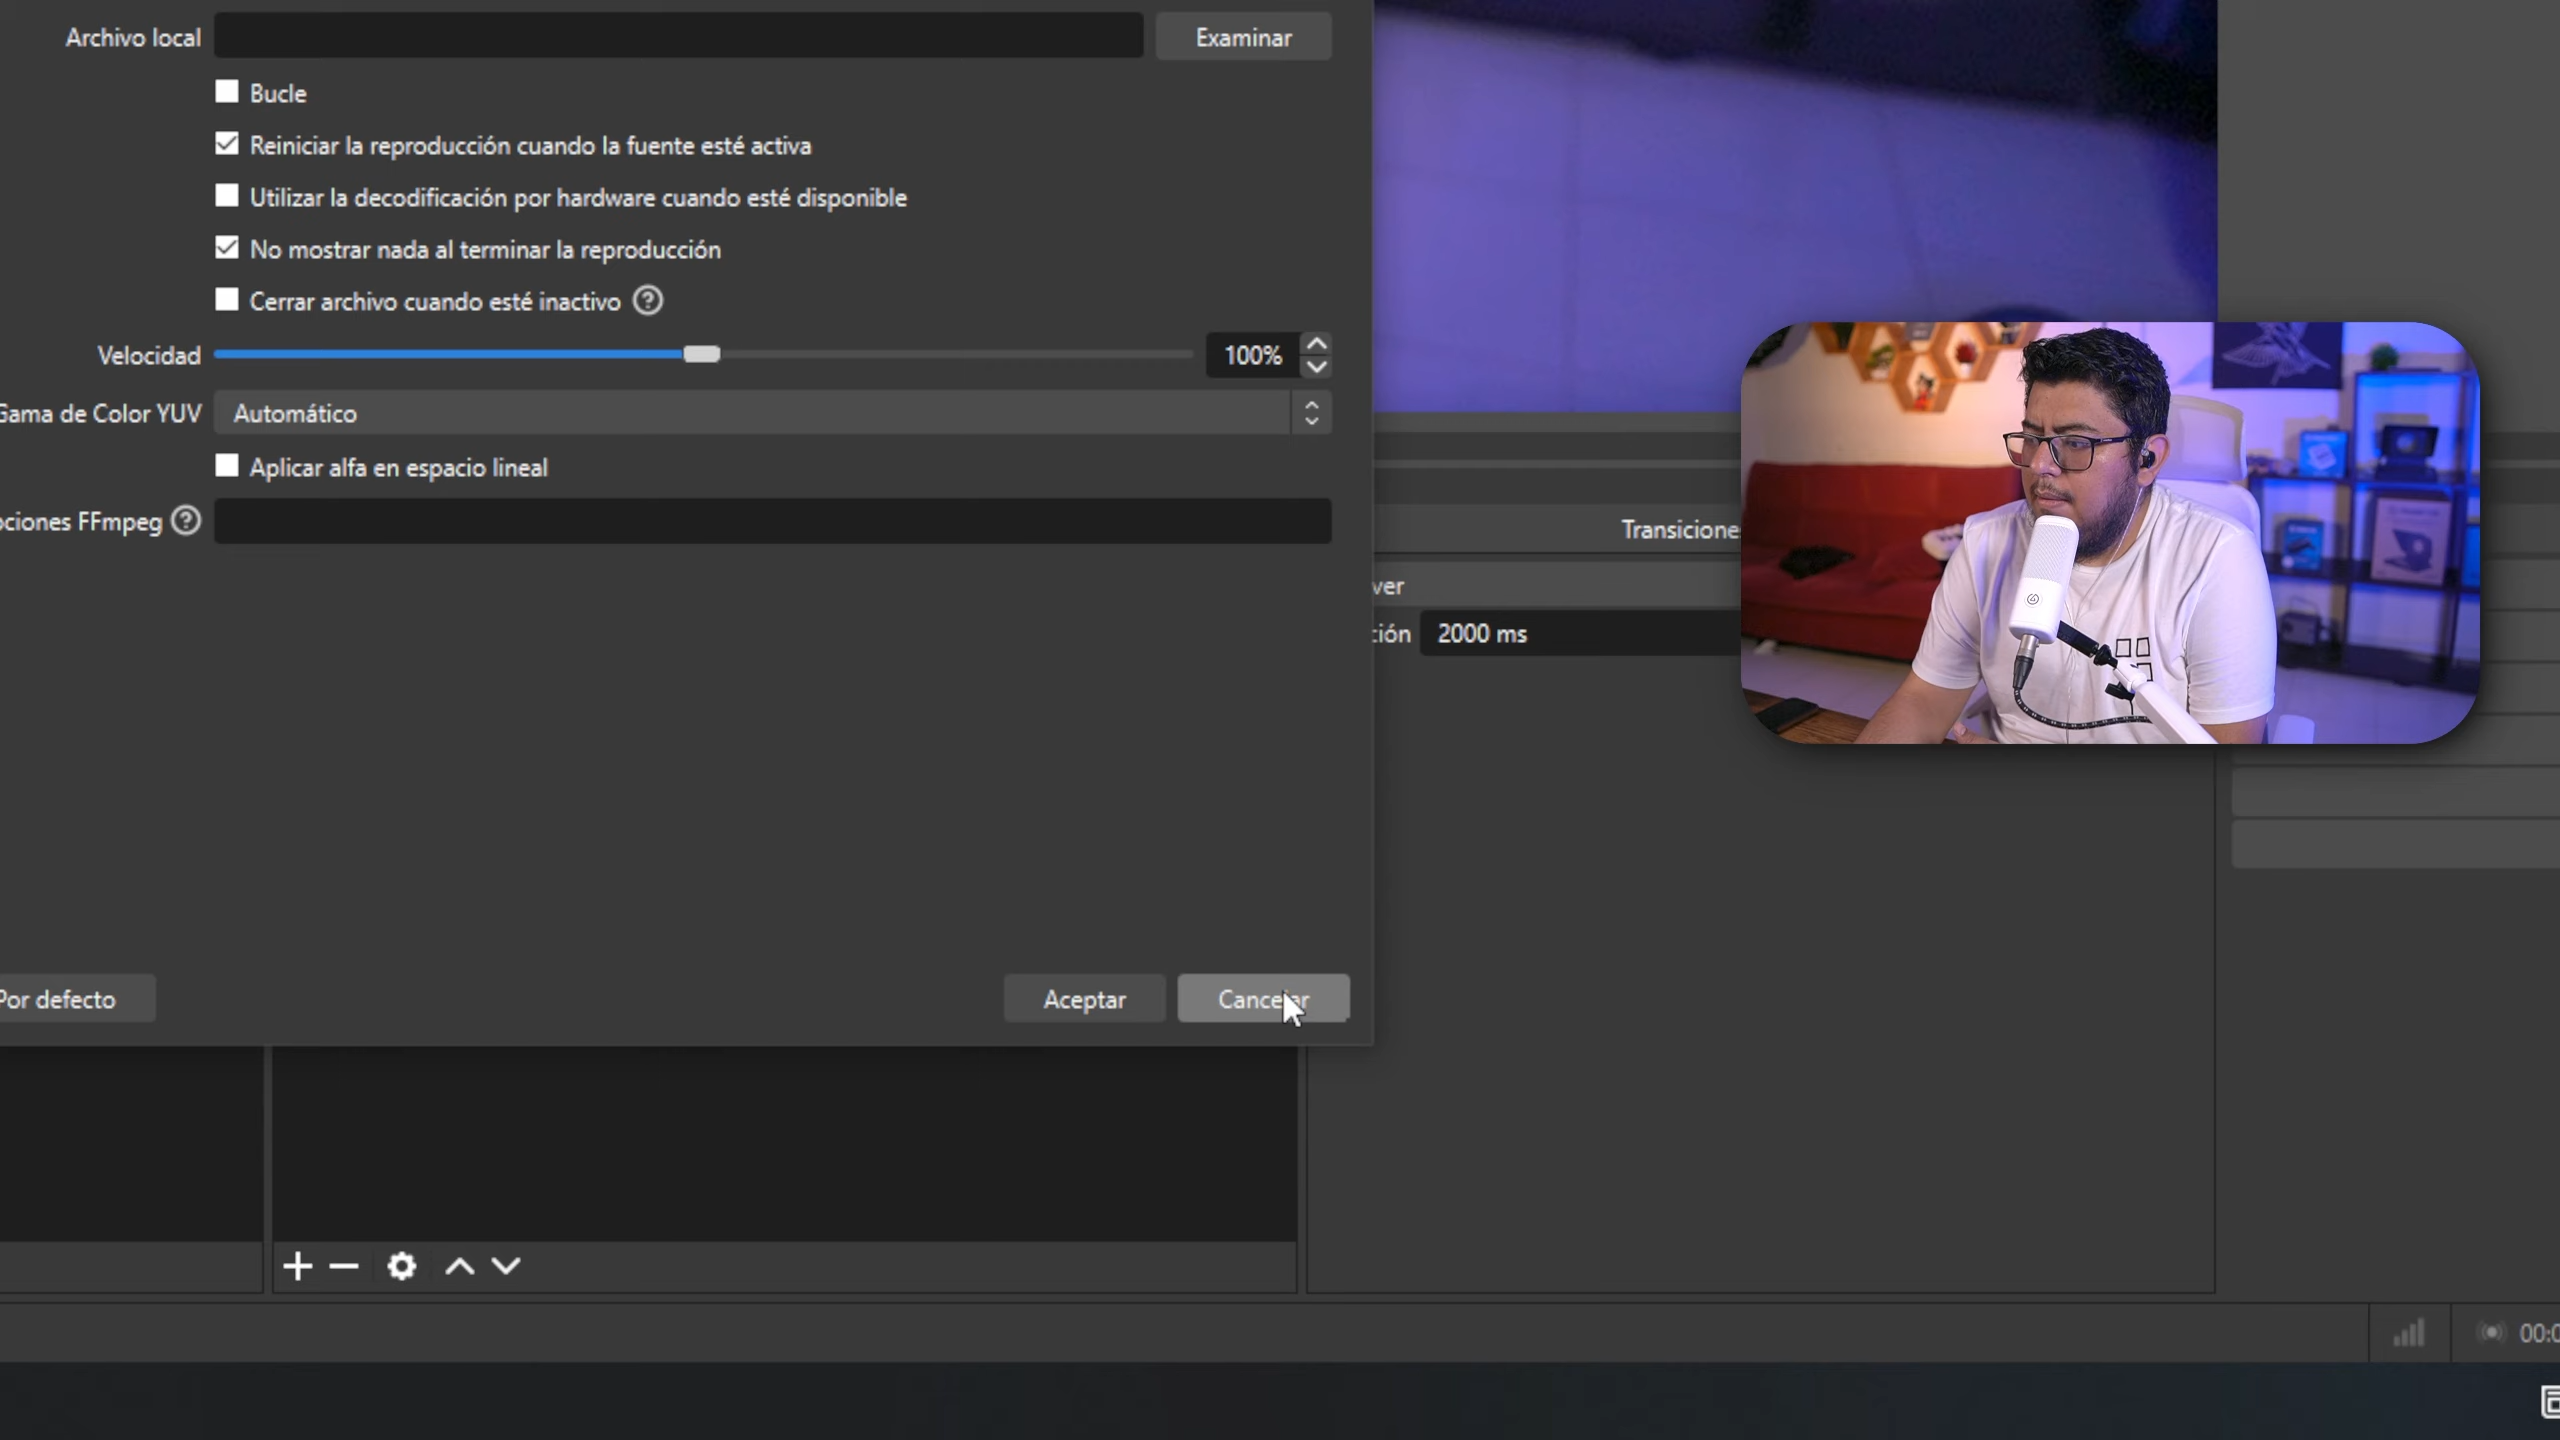 Archivo local
Examinar
Bucle
Reiniciar la reproducción cuando la fuente esté activa
Utilizar la decodificación por hardware cuando esté disponible
No mostrar nada al terminar la reproducción
Cerrar archivo cuando esté inactivo ?
Velocidad
100%
Gama de Color YUV
Automático
Aplicar alfa en espacio lineal
ciones FFmpeg ?
Transicione
ver
ción 2000 ms
Por defecto
Aceptar
Cancelar
00:0